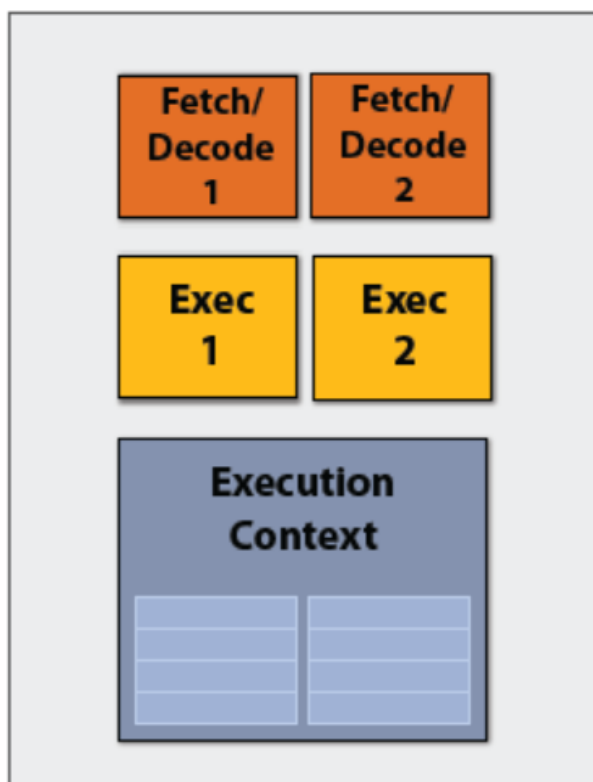 Fetch/
Decode
1
Fetch/
Decode
2
Exec
1
Exec
2
Execution
Context